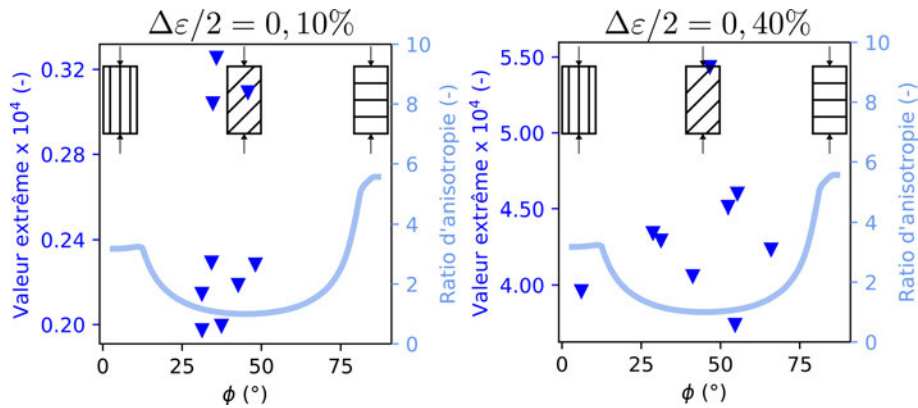 Δε/2 = 0, 10%
Valeur extrême x 10⁴ (-)
0.32
0.28
0.24
0.20
10
8
6
4
2
0
Ratio d'anisotropie (-)
0 25 50 75
ϕ (°)
Δε/2 = 0, 40%
Valeur extrême x 10⁴ (-)
5.50
5.00
4.50
4.00
10
8
6
4
2
0
Ratio d'anisotropie (-)
0 25 50 75
ϕ (°)